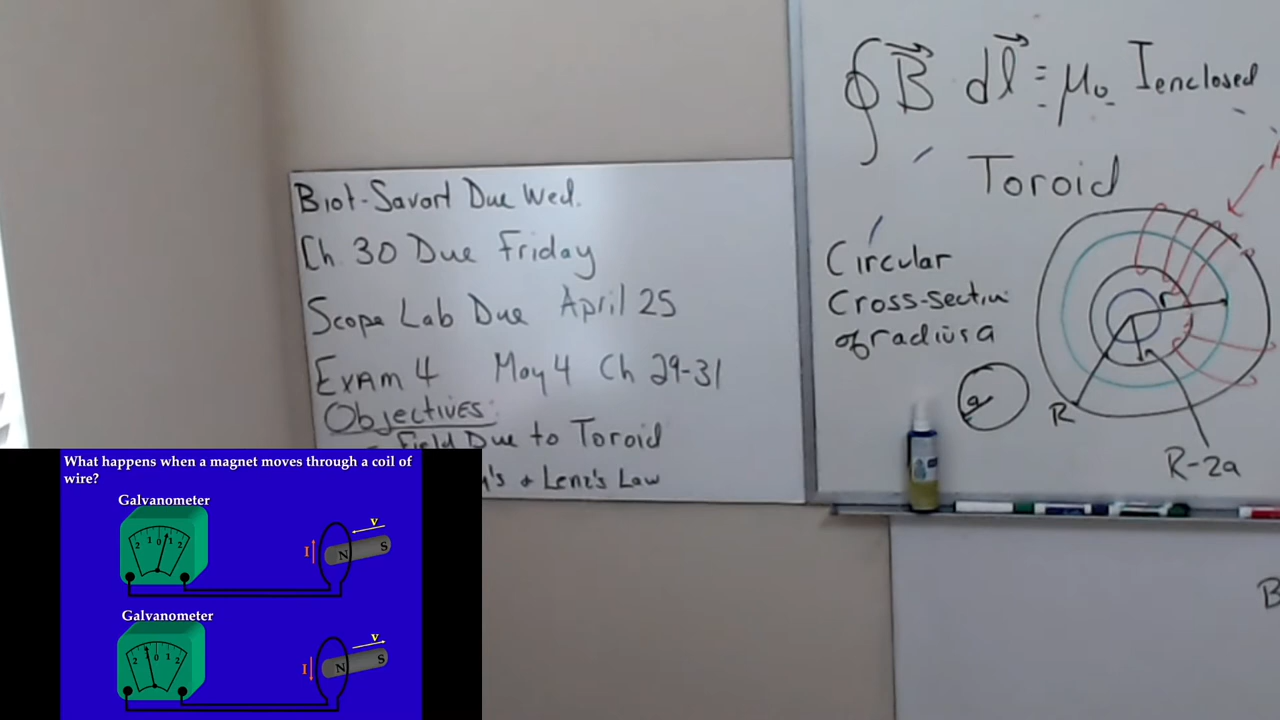 Biot-Savart Due Wed.
Ch 30 Due Friday
Scope Lab Due April 25
Exam 4 May 4 Ch 29-31
Objectives:
- Field Due to Toroid
's & Lenz's Law
∮ B⃗ dl⃗ = μ₀ I enclosed
Toroid
Circular
Cross-section
of radius a
a
r
R
R-2a
B
What happens when a magnet moves through a coil of
wire?
Galvanometer
2 1 0 1 2
I
v
N S
Galvanometer
2 1 0 1 2
I
v
N S